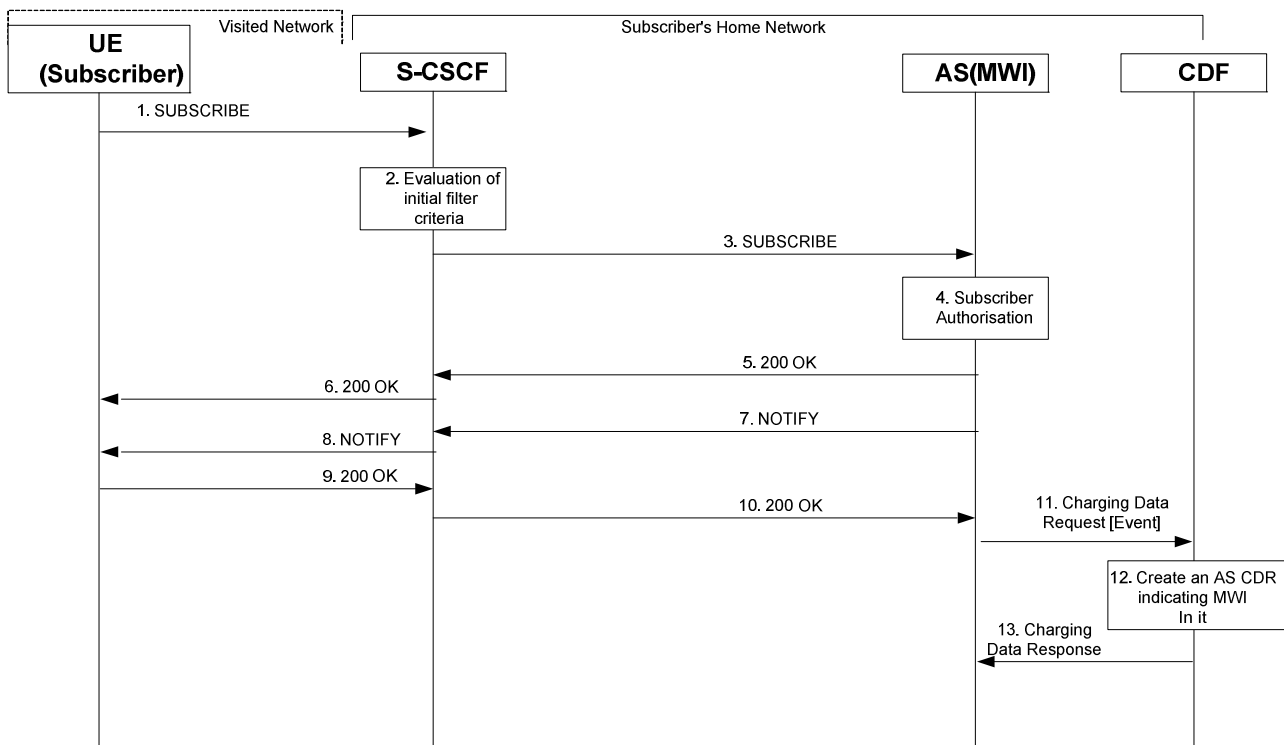 Visited Network
Subscriber's Home Network
UE
(Subscriber)
S-CSCF
AS(MWI)
CDF
1. SUBSCRIBE
2. Evaluation of
initial filter
criteria
3. SUBSCRIBE
4. Subscriber
Authorisation
5. 200 OK
6. 200 OK
7. NOTIFY
8. NOTIFY
9. 200 OK
10. 200 OK
11. Charging Data
Request [Event]
12. Create an AS CDR
indicating MWI
In it
13. Charging
Data Response